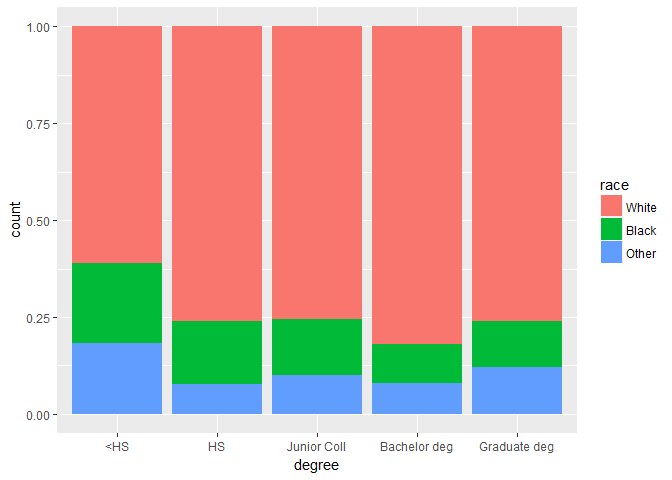 1.00
0.75
0.50
0.25
0.00
count
<HS HS Junior Coll Bachelor deg Graduate deg
degree
race
White
Black
Other